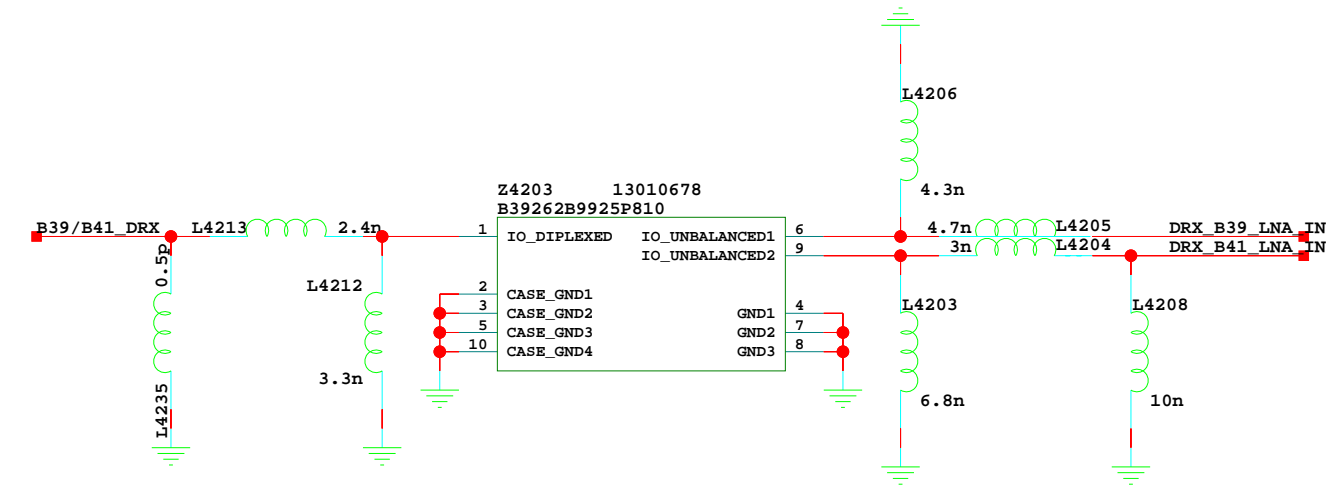 L4206
4.3n
Z4203 13010678
B39262B9925P810
B39/B41_DRX L4213 2.4n 1 IO_DIPLEXED IO_UNBALANCED1 6 4.7n L4205 DRX_B39_LNA_IN
IO_UNBALANCED2 9 3n L4204 DRX_B41_LNA_IN
0.5p
L4212
2 CASE_GND1
3 CASE_GND2 GND1 4 L4203 L4208
5 CASE_GND3 GND2 7
10 CASE_GND4 GND3 8
3.3n
L4235
6.8n 10n